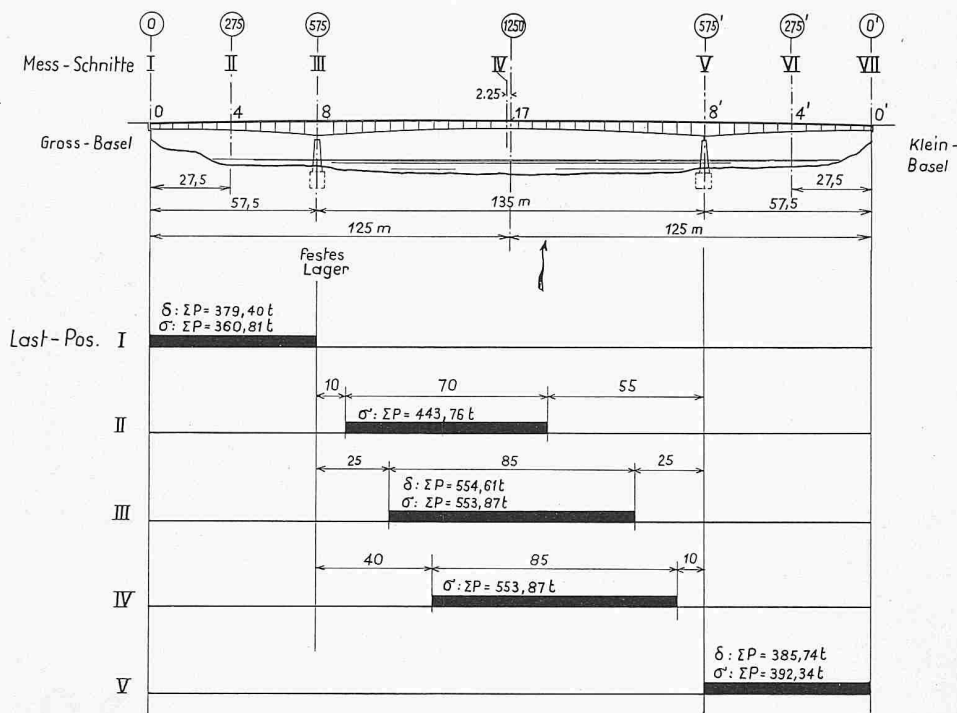 0 275 575 1250 575' 275' 0'
Mess-Schnitte I II III IV V VI VII
2.25
0 4 8 17 8' 4' 0'
Gross-Basel
Klein-
Basel
27,5 27,5
57,5 135 m 57,5
125 m 125 m
Festes
Lager
δ: ΣP= 379,40 t
σ: ΣP= 360,81 t
Last-Pos. I
10 70 55
σ: ΣP= 443,76 t
II
25 85 25
δ: ΣP= 554,61 t
σ: ΣP= 553,87 t
III
40 85 10
σ: ΣP= 553,87 t
IV
δ: ΣP= 385,74 t
σ: ΣP= 392,34 t
V